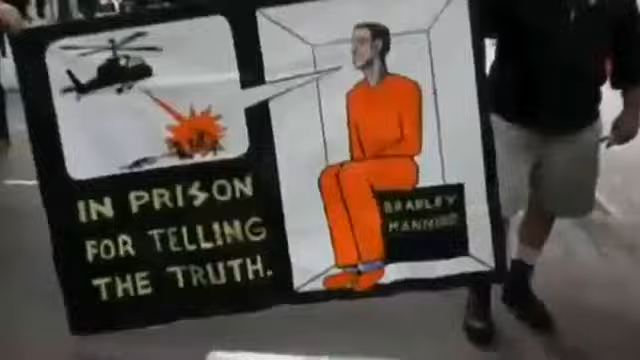 IN PRISON
FOR TELLING
THE TRUTH.
BRADLEY
MANNING